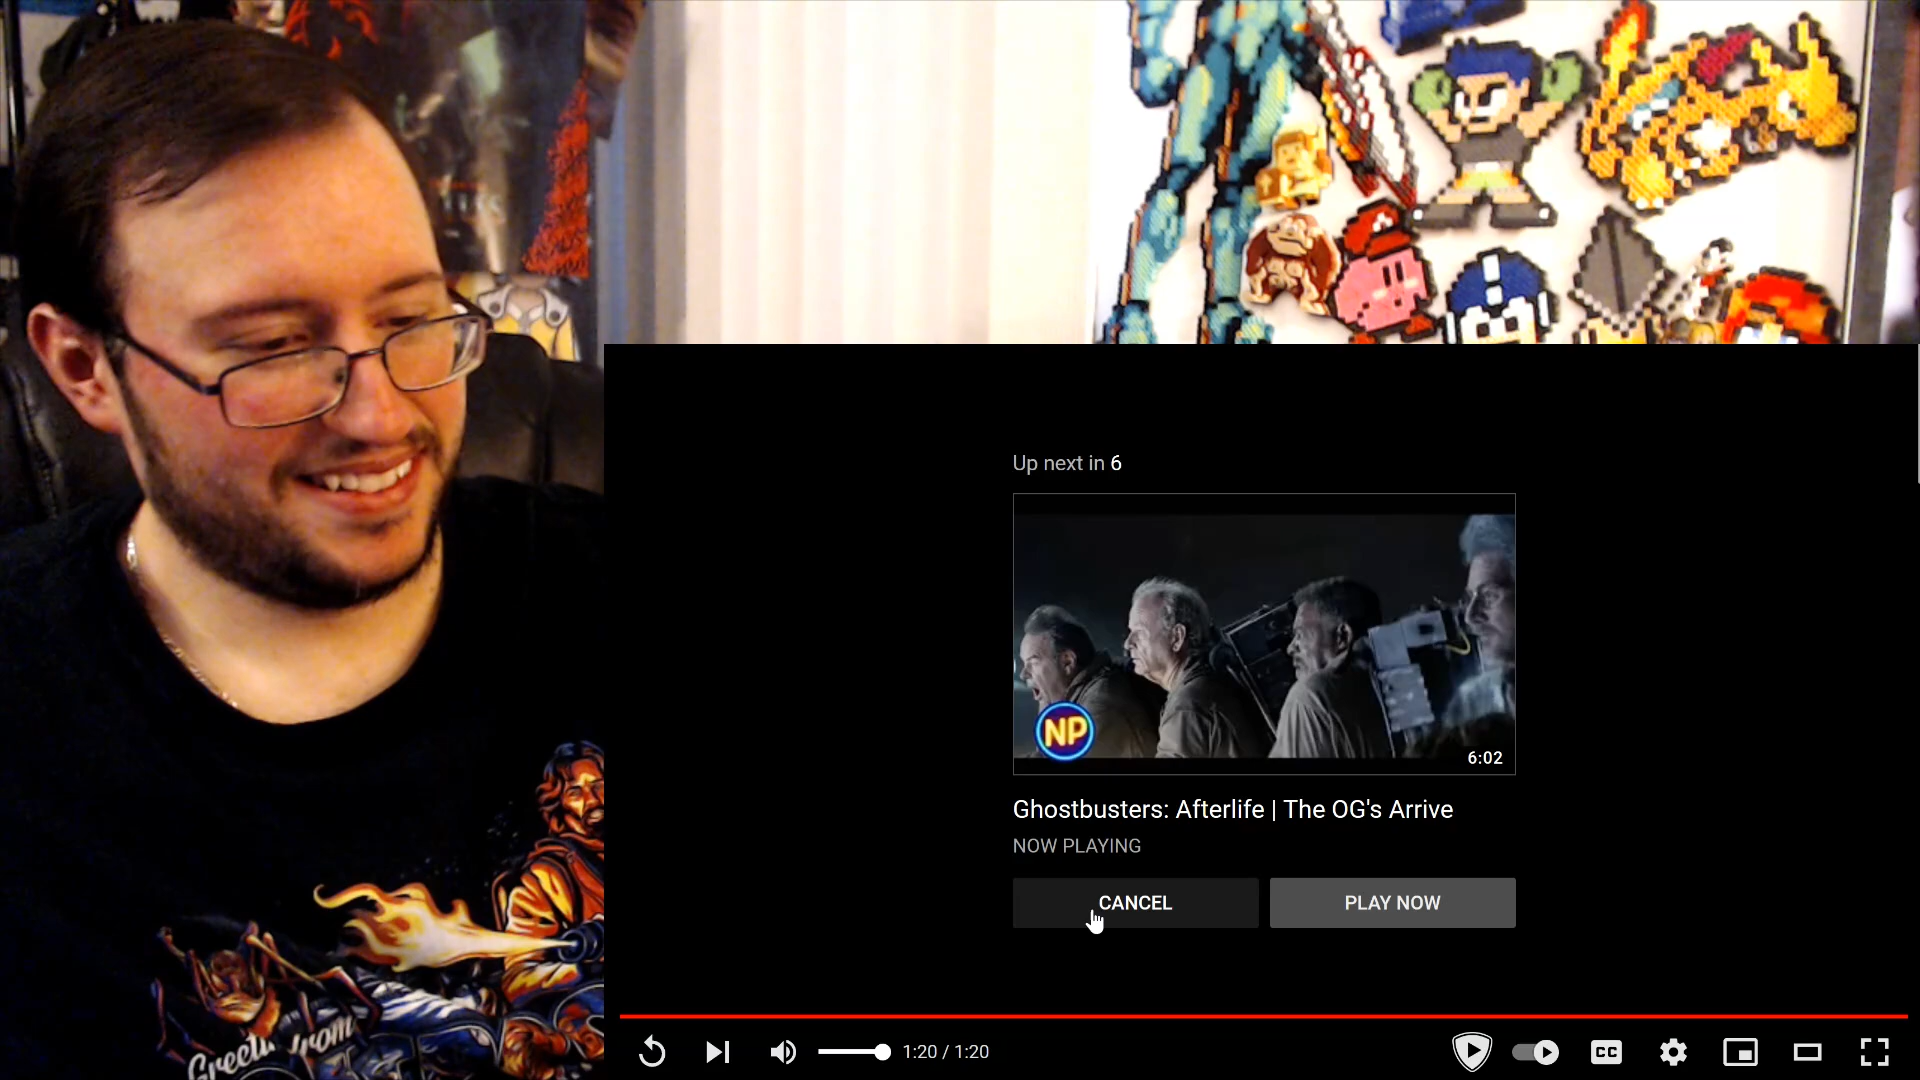 Up next in 6
NP
6:02
Ghostbusters: Afterlife | The OG's Arrive
NOW PLAYING
CANCEL
PLAY NOW
1:20 / 1:20
CC